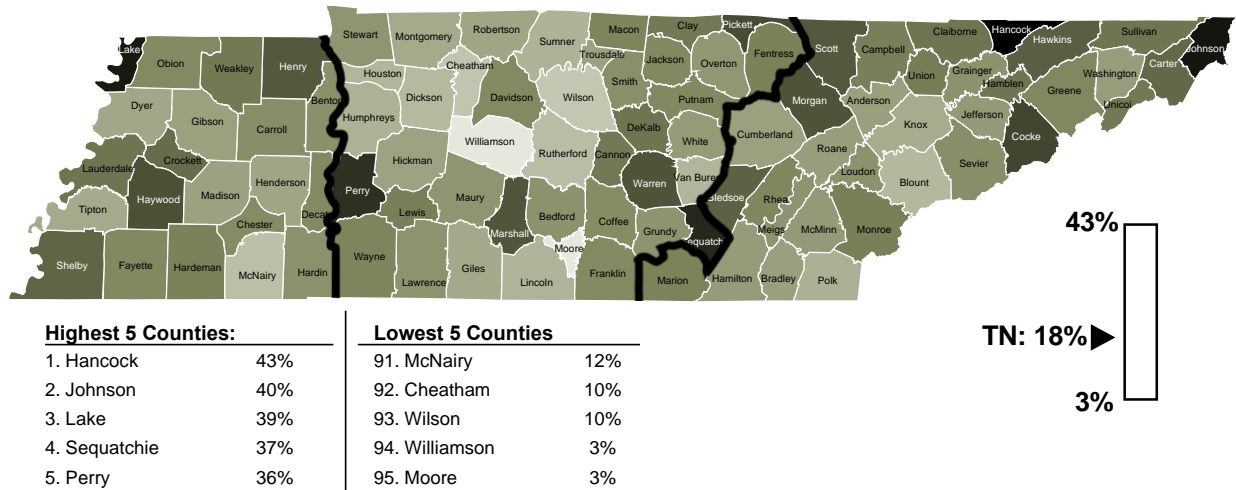 Lake
Obion
Weakley
Henry
Stewart
Montgomery
Robertson
Sumner
Macon
Clay
Pickett
Scott
Campbell
Claiborne
Hancock
Hawkins
Sullivan
Johnson
Trousdale
Jackson
Overton
Fentress
Union
Grainger
Hamblen
Washington
Carter
Dyer
Gibson
Carroll
Benton
Houston
Humphreys
Dickson
Cheatham
Davidson
Wilson
Smith
Putnam
Morgan
Anderson
Knox
Jefferson
Greene
Unicoi
Cocke
Lauderdale
Crockett
Haywood
Madison
Henderson
Decatu
Perry
Hickman
Williamson
Rutherford
Cannon
DeKalb
White
Cumberland
Roane
Loudon
Blount
Sevier
Tipton
Chester
Lewis
Maury
Marshall
Bedford
Coffee
Warren
Van Buren
Bledsoe
Rhea
Meigs
McMinn
Monroe
Shelby
Fayette
Hardeman
McNairy
Hardin
Wayne
Lawrence
Giles
Lincoln
Moore
Franklin
Grundy
Sequatch
Marion
Hamilton
Bradley
Polk
43%
TN: 18%
3%
Highest 5 Counties:
1. Hancock 43%
2. Johnson 40%
3. Lake 39%
4. Sequatchie 37%
5. Perry 36%
Lowest 5 Counties
91. McNairy 12%
92. Cheatham 10%
93. Wilson 10%
94. Williamson 3%
95. Moore 3%